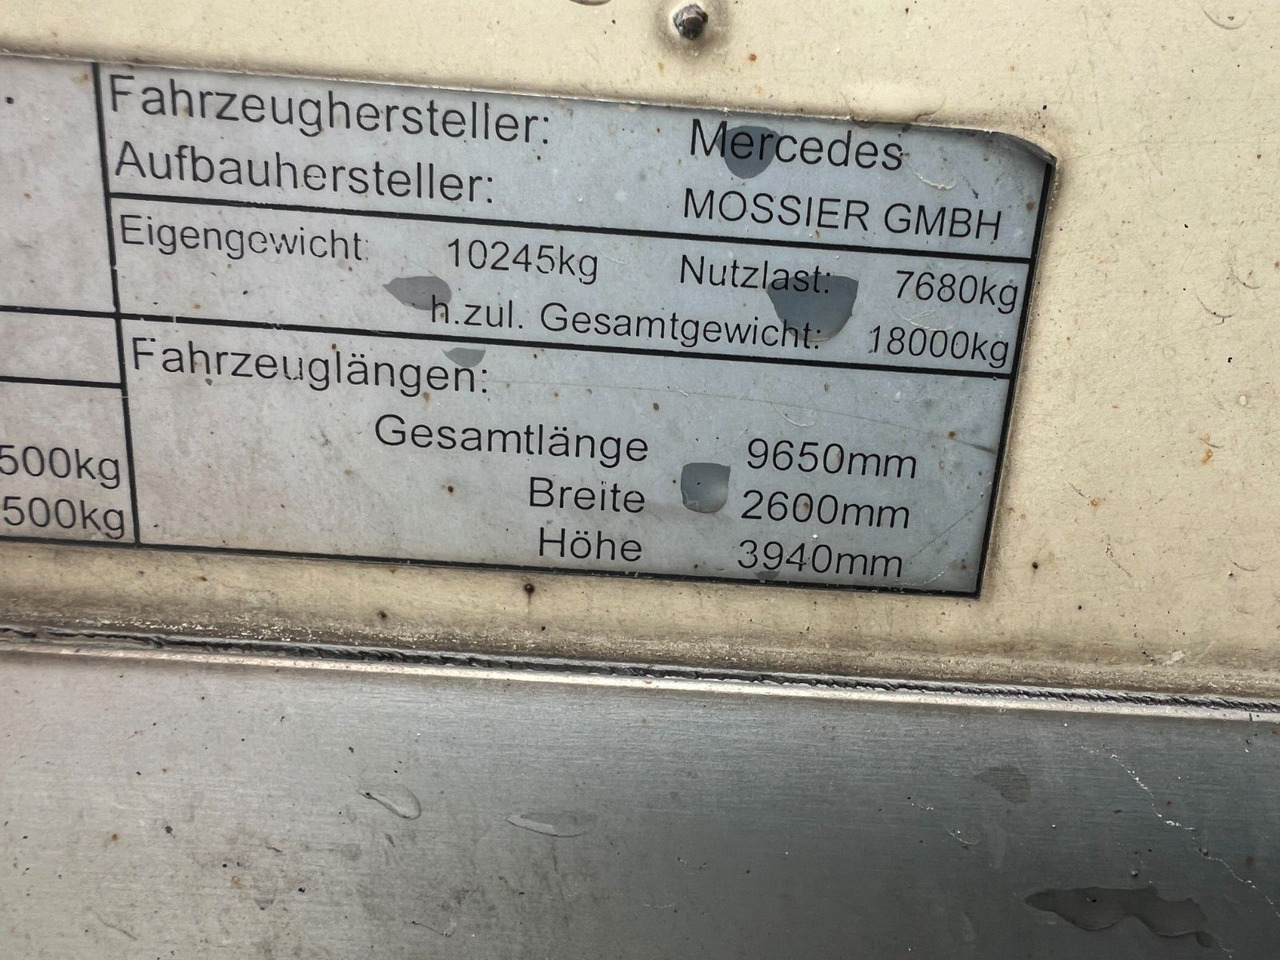 Fahrzeughersteller: Mercedes
Aufbauhersteller: MOSSIER GMBH
Eigengewicht: 10245kg Nutzlast: 7680kg
h.zul. Gesamtgewicht: 18000kg
Fahrzeuglängen:
Gesamtlänge 9650mm
500kg
Breite 2600mm
500kg
Höhe 3940mm